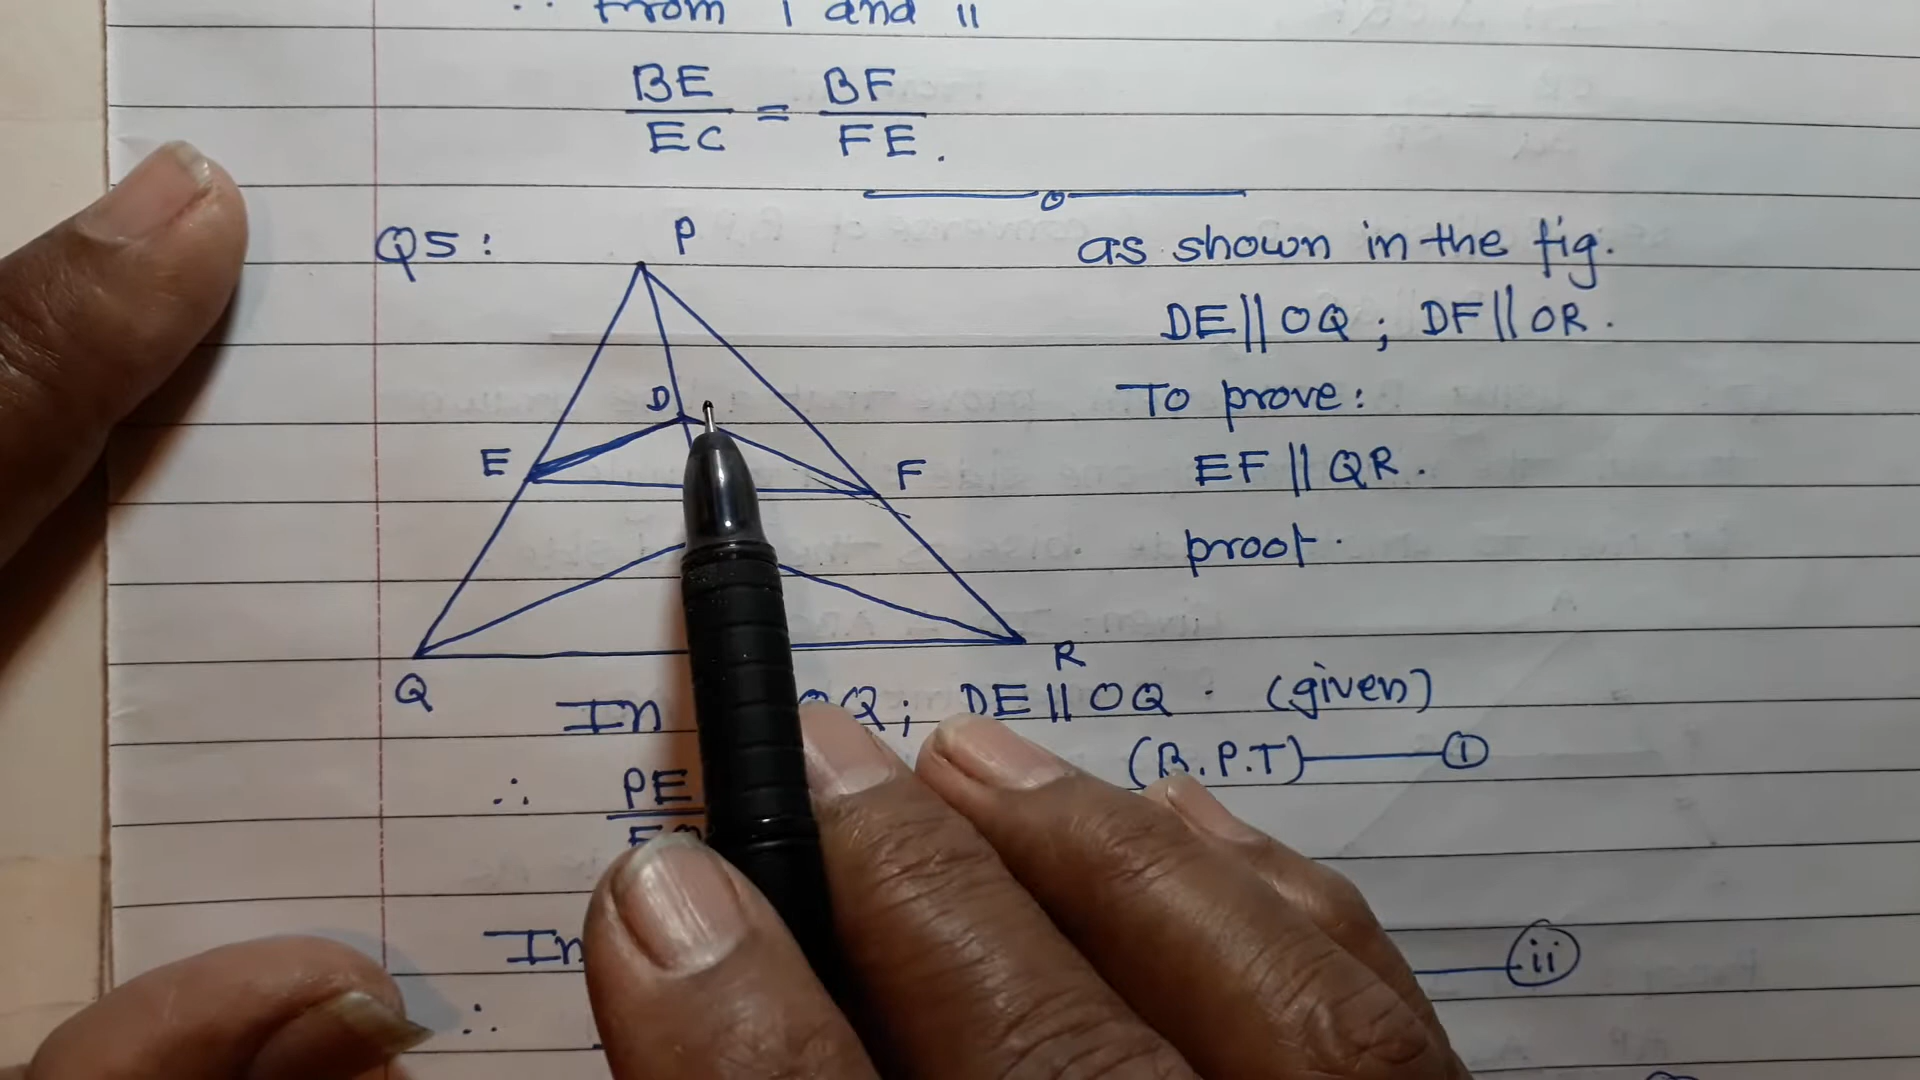 From i and ii
BE/EC = BF/FE.
Q5:
P
D
E
F
Q
R
as shown in the fig.
DE||OQ; DF||OR.
To prove:
EF||QR.
proof.
In OQ; DE||OQ. (given)
∴ PE (B.P.T) ①
In ii
∴